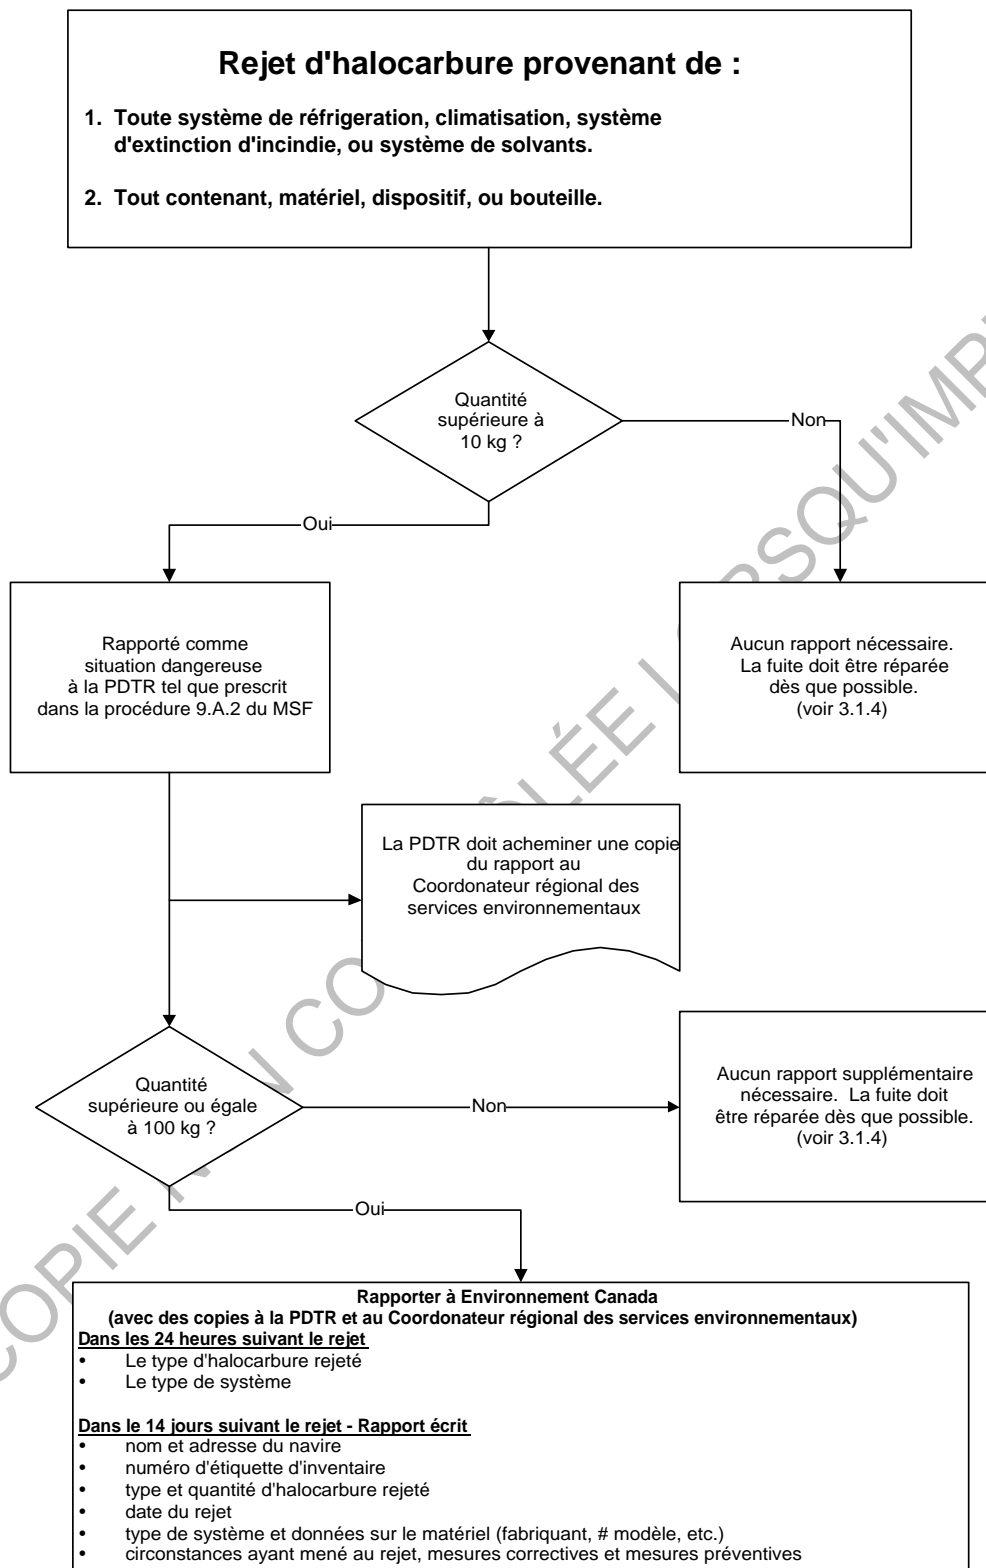 Rejet d'halocarbure provenant de :
1. Toute système de réfrigeration, climatisation, système
d'extinction d'incindie, ou système de solvants.
2. Tout contenant, matériel, dispositif, ou bouteille.
Quantité
supérieure à
10 kg ?
Non
Oui
Rapporté comme
situation dangereuse
à la PDTR tel que prescrit
dans la procédure 9.A.2 du MSF
Aucun rapport nécessaire.
La fuite doit être réparée
dès que possible.
(voir 3.1.4)
La PDTR doit acheminer une copie
du rapport au
Coordonateur régional des
services environnementaux
Quantité
supérieure ou égale
à 100 kg ?
Non
Aucun rapport supplémentaire
nécessaire. La fuite doit
être réparée dès que possible.
(voir 3.1.4)
Oui
Rapporter à Environnement Canada
(avec des copies à la PDTR et au Coordonateur régional des services environnementaux)
Dans les 24 heures suivant le rejet
• Le type d'halocarbure rejeté
• Le type de système
Dans le 14 jours suivant le rejet - Rapport écrit
• nom et adresse du navire
• numéro d'étiquette d'inventaire
• type et quantité d'halocarbure rejeté
• date du rejet
• type de système et données sur le matériel (fabriquant, # modèle, etc.)
• circonstances ayant mené au rejet, mesures correctives et mesures préventives
COPIE